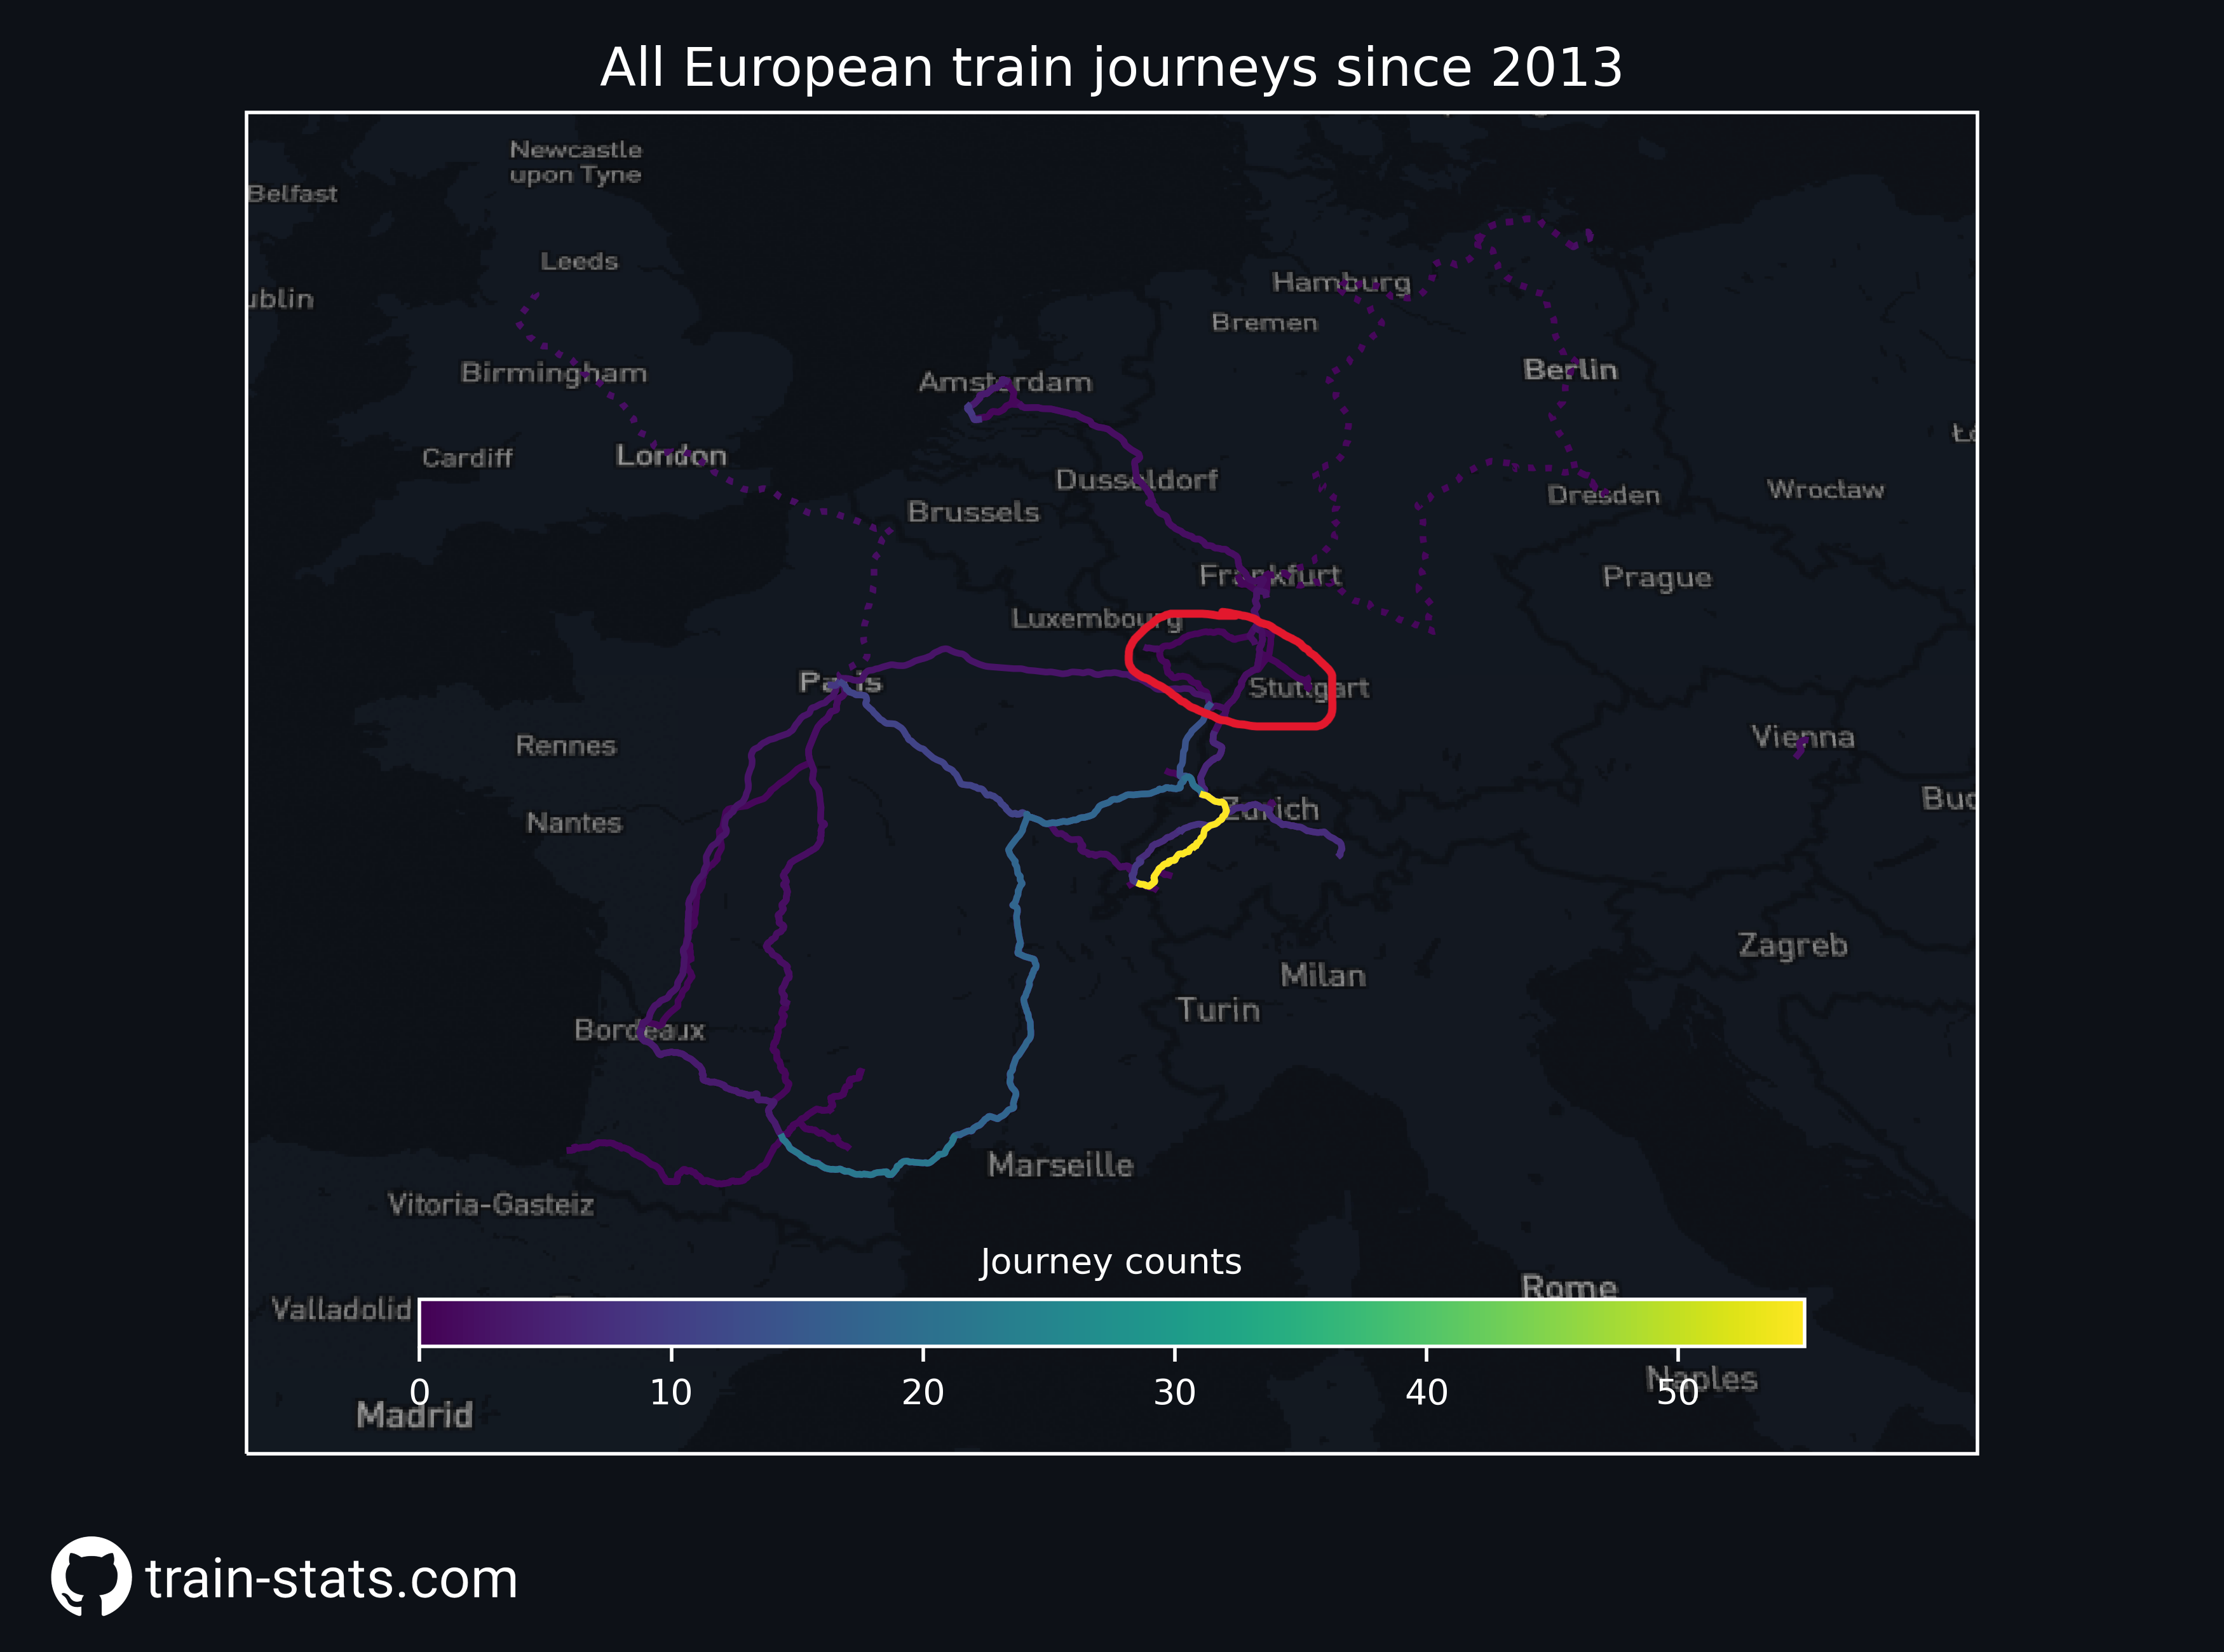 All European train journeys since 2013
Newcastle
upon Tyne
Belfast
Leeds
ublin
Hamburg
Bremen
Birmingham
Amsterdam
Berlin
Cardiff
London
Dusseldorf
Brussels
Dresden
Wrocław
Frankfurt
Prague
Luxembourg
Paris
Stuttgart
Rennes
Vienna
Nantes
Zurich
Buc
Zagreb
Milan
Turin
Bordeaux
Marseille
Vitoria-Gasteiz
Journey counts
Rome
Valladolid
Naples
0 10 20 30 40 50
Madrid
train-stats.com